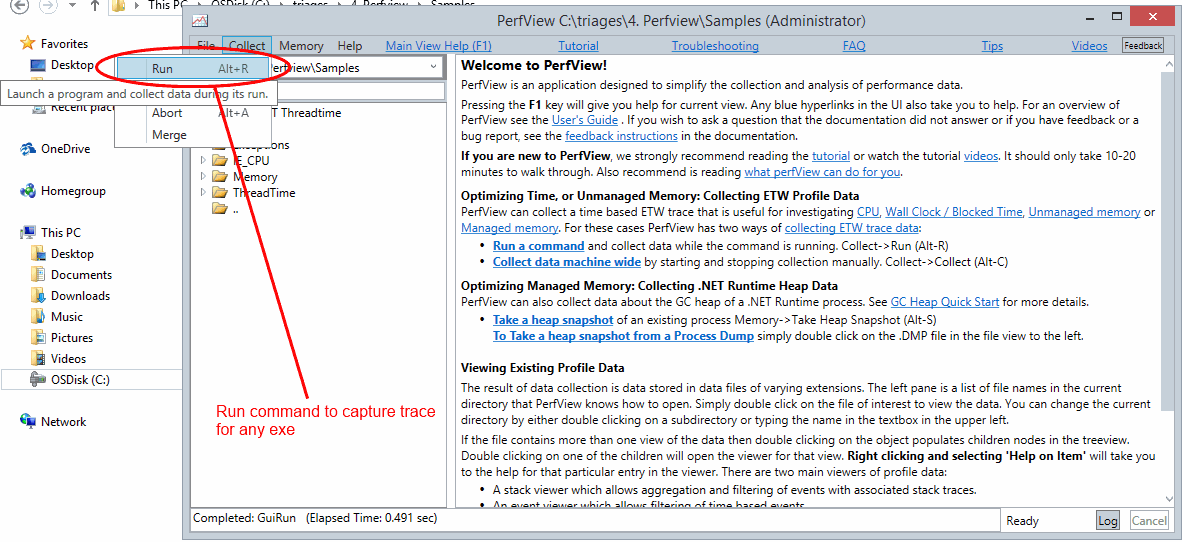 This PC
OSDisk (C:)
triages
4. Perfview
Samples
PerfView C:\triages\4. Perfview\Samples (Administrator)
File Collect Memory Help Main View Help (F1) Tutorial Troubleshooting FAQ Tips Videos Feedback
Favorites
Desktop
Recent plac
OneDrive
Homegroup
This PC
Desktop
Documents
Downloads
Music
Pictures
Videos
OSDisk (C:)
Network
Run Alt+R
erfview\Samples
Launch a program and collect data during its run.
Abort Alt+A
Merge
T Threadtime
Exceptions
IE_CPU
Memory
ThreadTime
..
Run command to capture trace
for any exe
Welcome to PerfView!
PerfView is an application designed to simplify the collection and analysis of performance data.
Pressing the F1 key will give you help for current view. Any blue hyperlinks in the UI also take you to help. For an overview of
PerfView see the User's Guide . If you wish to ask a question that the documentation did not answer or if you have feedback or a
bug report, see the feedback instructions in the documentation.
If you are new to PerfView, we strongly recommend reading the tutorial or watch the tutorial videos. It should only take 10-20
minutes to walk through. Also recommend is reading what perfView can do for you.
Optimizing Time, or Unmanaged Memory: Collecting ETW Profile Data
PerfView can collect a time based ETW trace that is useful for investigating CPU, Wall Clock / Blocked Time, Unmanaged memory or
Managed memory. For these cases PerfView has two ways of collecting ETW trace data:
• Run a command and collect data while the command is running. Collect->Run (Alt-R)
• Collect data machine wide by starting and stopping collection manually. Collect->Collect (Alt-C)
Optimizing Managed Memory: Collecting .NET Runtime Heap Data
PerfView can also collect data about the GC heap of a .NET Runtime process. See GC Heap Quick Start for more details.
• Take a heap snapshot of an existing process Memory->Take Heap Snapshot (Alt-S)
To Take a heap snapshot from a Process Dump simply double click on the .DMP file in the file view to the left.
Viewing Existing Profile Data
The result of data collection is data stored in data files of varying extensions. The left pane is a list of file names in the current
directory that PerfView knows how to open. Simply double click on the file of interest to view the data. You can change the current
directory by either double clicking on a subdirectory or typing the name in the textbox in the upper left.
If the file contains more than one view of the data then double clicking on the object populates children nodes in the treeview.
Double clicking on one of the children will open the viewer for that view. Right clicking and selecting 'Help on Item' will take you
to the help for that particular entry in the viewer. There are two main viewers of profile data:
• A stack viewer which allows aggregation and filtering of events with associated stack traces.
• An event viewer which allows filtering of time based events
Completed: GuiRun (Elapsed Time: 0.491 sec)
Ready
Log
Cancel